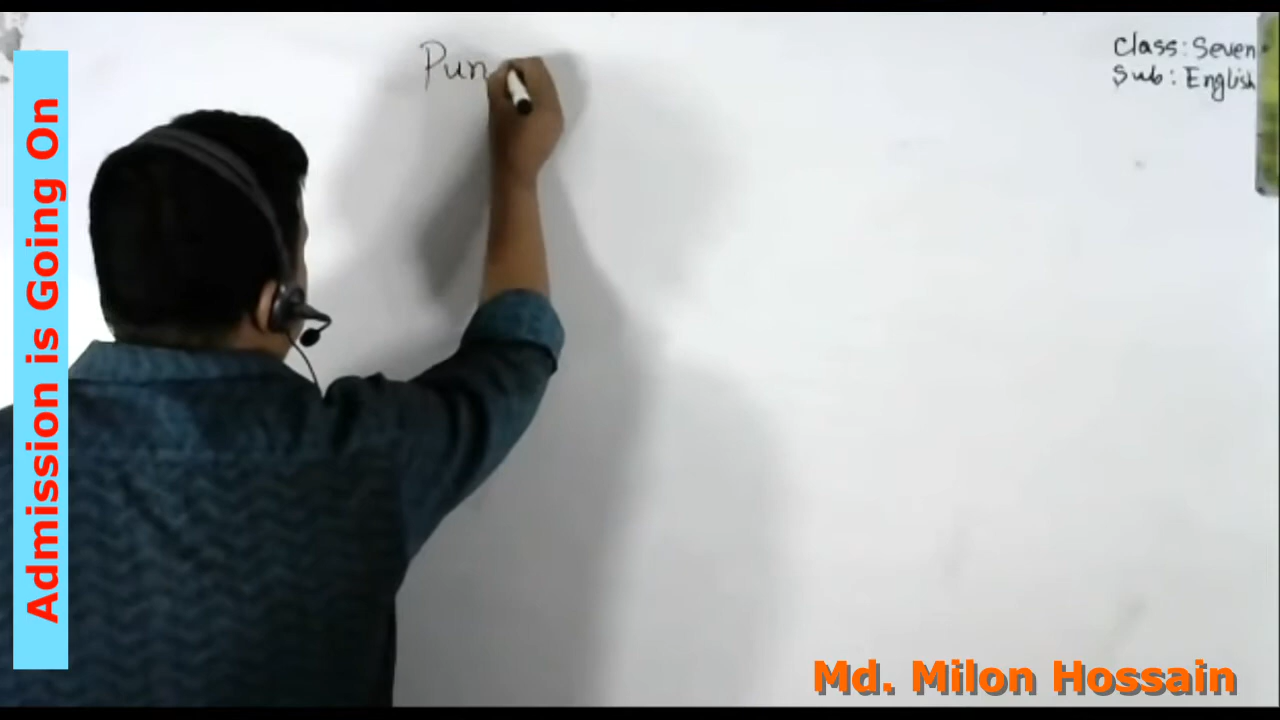 Pun
Class: Seven
Sub: English
Admission is Going On
Md. Milon Hossain